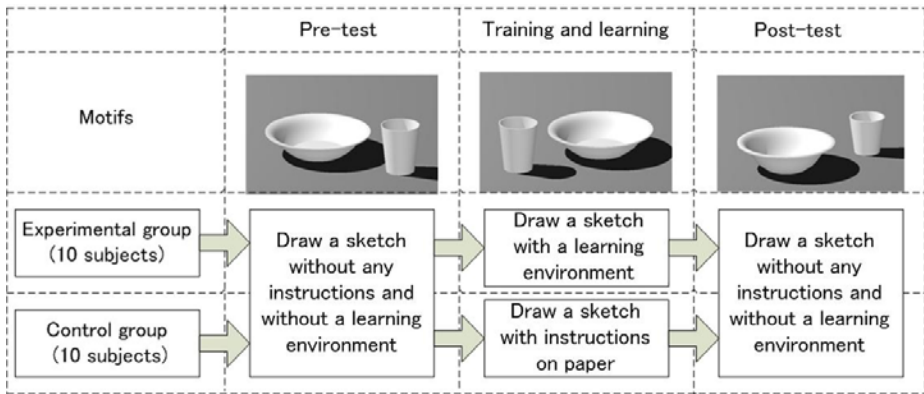 Pre-test
Training and learning
Post-test
Motifs
Experimental group
(10 subjects)
Draw a sketch
without any
instructions and
without a learning
environment
Draw a sketch
with a learning
environment
Draw a sketch
without any
instructions and
without a learning
environment
Control group
(10 subjects)
Draw a sketch
with instructions
on paper